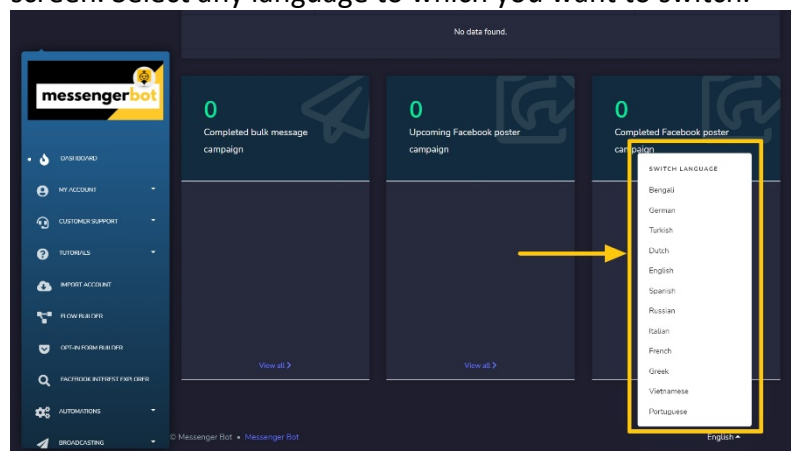 screen. Select any language to which you want to switch.
No data found.
messengerbot
0
Completed bulk message
campaign
0
Upcoming Facebook poster
campaign
0
Completed Facebook poster
campaign
DASHBOARD
MY ACCOUNT
CUSTOMER SUPPORT
TUTORIALS
IMPORT ACCOUNT
FLOW BUILDER
OPT-IN FORM BUILDER
FACEBOOK INTEREST EXPLORER
AUTOMATIONS
BROADCASTING
View all >
View all >
SWITCH LANGUAGE
Bengali
German
Turkish
Dutch
English
Spanish
Russian
Italian
French
Greek
Vietnamese
Portuguese
© Messenger Bot • Messenger Bot
English